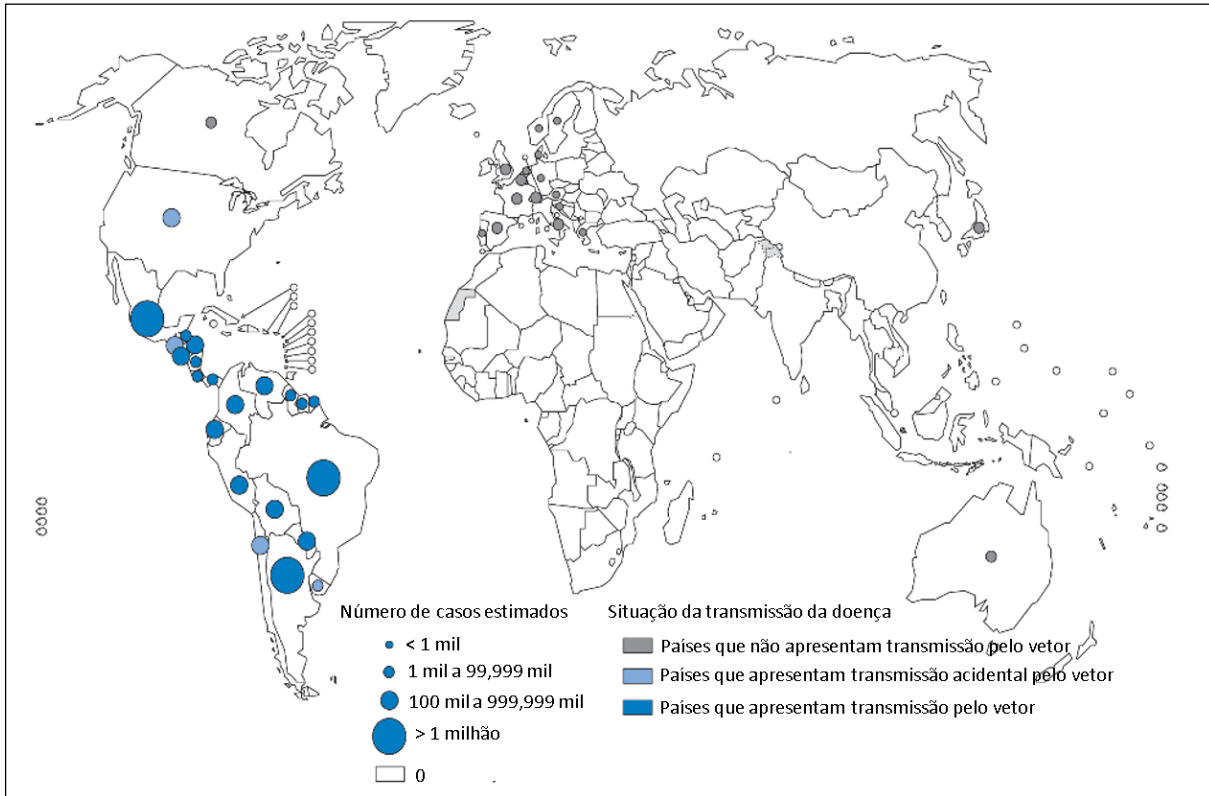 Número de casos estimados
< 1 mil
1 mil a 99,999 mil
100 mil a 999,999 mil
> 1 milhão
0
Situação da transmissão da doença
Países que não apresentam transmissão pelo vetor
Países que apresentam transmissão acidental pelo vetor
Países que apresentam transmissão pelo vetor